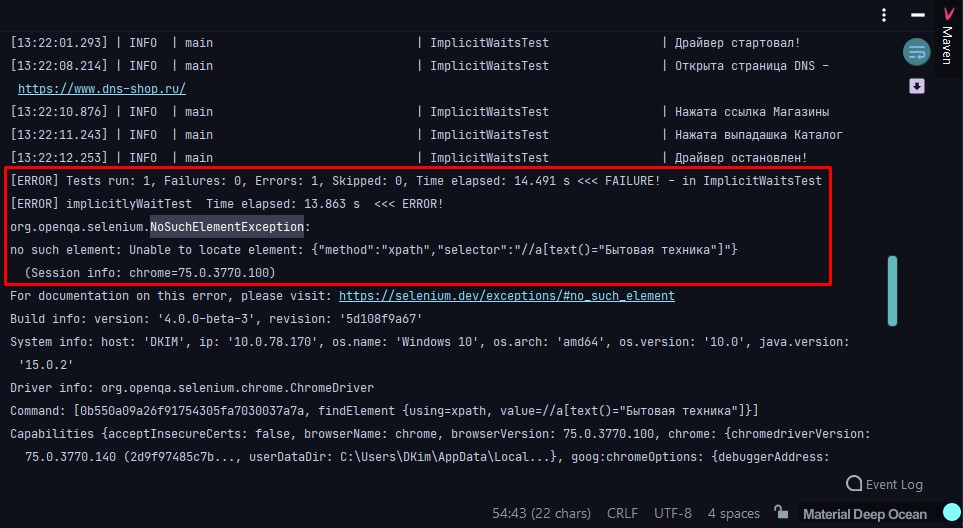 [13:22:01.293] | INFO | main | ImplicitWaitsTest | Драйвер стартовал!
[13:22:08.214] | INFO | main | ImplicitWaitsTest | Открыта страница DNS -
https://www.dns-shop.ru/
[13:22:10.876] | INFO | main | ImplicitWaitsTest | Нажата ссылка Магазины
[13:22:11.243] | INFO | main | ImplicitWaitsTest | Нажата выпадашка Каталог
[13:22:12.253] | INFO | main | ImplicitWaitsTest | Драйвер остановлен!
[ERROR] Tests run: 1, Failures: 0, Errors: 1, Skipped: 0, Time elapsed: 14.491 s <<< FAILURE! - in ImplicitWaitsTest
[ERROR] implicitlyWaitTest Time elapsed: 13.863 s <<< ERROR!
org.openqa.selenium.NoSuchElementException:
no such element: Unable to locate element: {"method":"xpath","selector":"//a[text()="Бытовая техника"]"}
(Session info: chrome=75.0.3770.100)
For documentation on this error, please visit: https://selenium.dev/exceptions/#no_such_element
Build info: version: '4.0.0-beta-3', revision: '5d108f9a67'
System info: host: 'DKIM', ip: '10.0.78.170', os.name: 'Windows 10', os.arch: 'amd64', os.version: '10.0', java.version:
'15.0.2'
Driver info: org.openqa.selenium.chrome.ChromeDriver
Command: [0b550a09a26f91754305fa7030037a7a, findElement {using=xpath, value=//a[text()="Бытовая техника"]}]
Capabilities {acceptInsecureCerts: false, browserName: chrome, browserVersion: 75.0.3770.100, chrome: {chromedriverVersion:
75.0.3770.140 (2d9f97485c7b..., userDataDir: C:\Users\DKim\AppData\Local...}, goog:chromeOptions: {debuggerAddress:
Maven
Event Log
54:43 (22 chars) CRLF UTF-8 4 spaces Material Deep Ocean